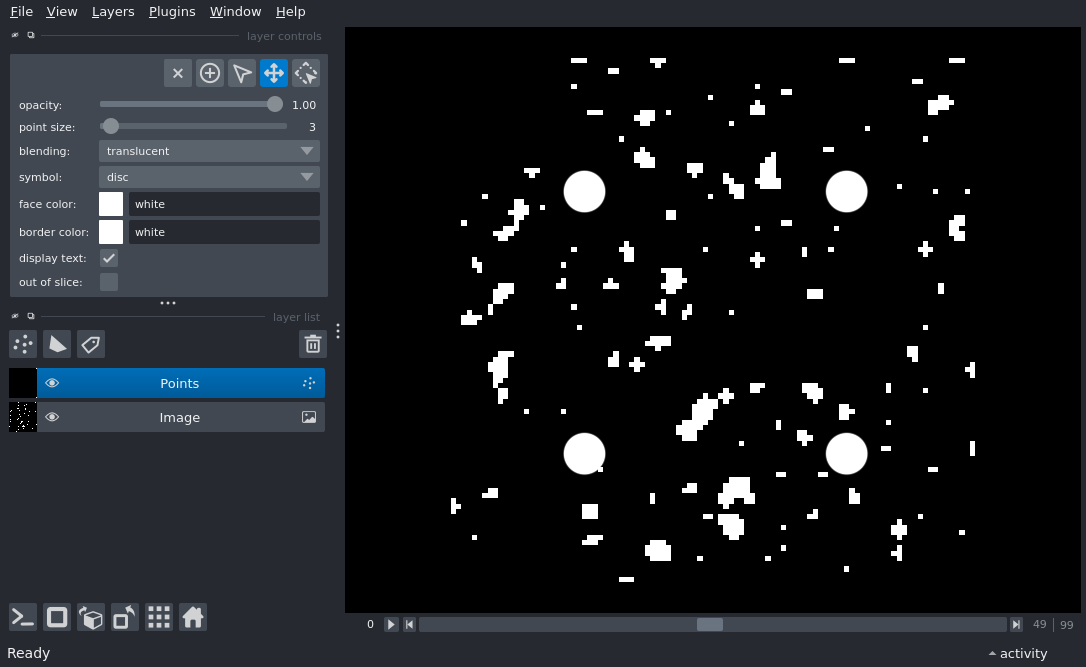 File View Layers Plugins Window Help
layer controls
opacity: 1.00
point size: 3
blending: translucent
symbol: disc
face color: white
border color: white
display text:
out of slice:
layer list
Points
Image
0 49 99
Ready activity